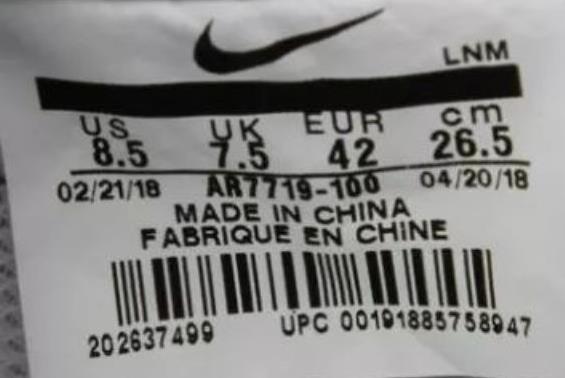 LNM
US UK EUR cm
8.5 7.5 42 26.5
02/21/18 AR7719-100 04/20/18
MADE IN CHINA
FABRIQUE EN CHINE
202637499 UPC 00191885758947